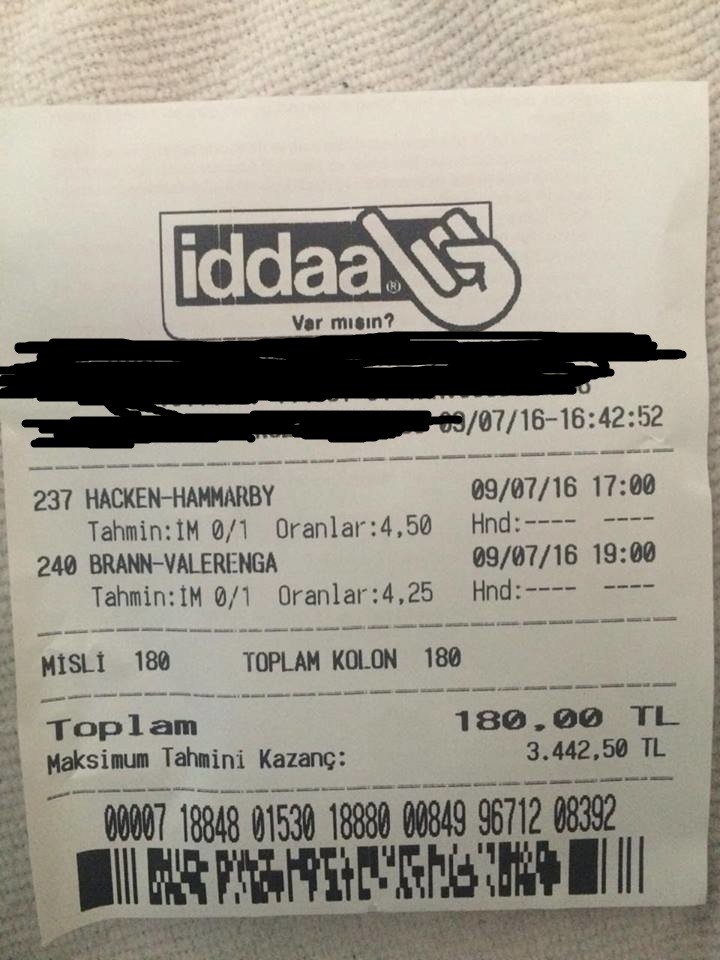 iddaa®
Var mısın?
09/07/16-16:42:52
237 HACKEN-HAMMARBY 09/07/16 17:00
Tahmin:İM 0/1 Oranlar:4,50 Hnd:---- ----
240 BRANN-VALERENGA 09/07/16 19:00
Tahmin:İM 0/1 Oranlar:4,25 Hnd:---- ----
MİSLİ 180 TOPLAM KOLON 180
Toplam 180,00 TL
Maksimum Tahmini Kazanç: 3.442,50 TL
00007 18848 01530 18880 00849 96712 08392